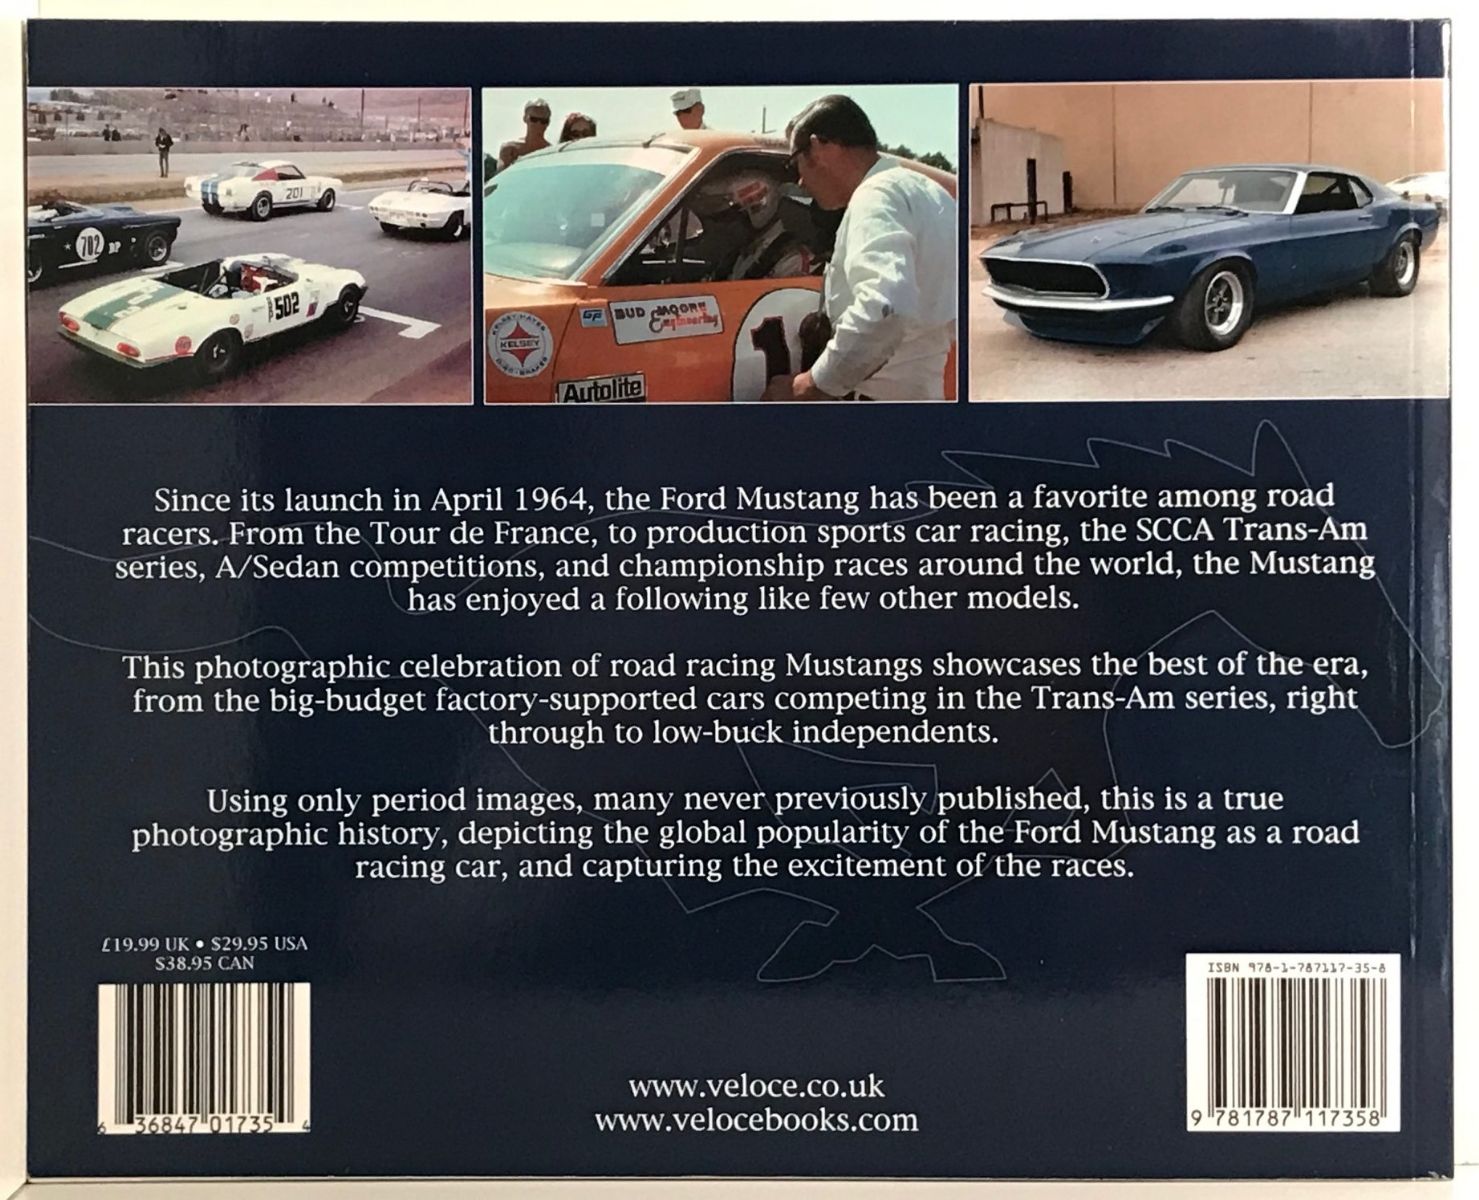 201
702 BP
502
KELSEY HAYES
KELSEY
GP
BUD MOORE
Engineering
1
Autolite
Since its launch in April 1964, the Ford Mustang has been a favorite among road
racers. From the Tour de France, to production sports car racing, the SCCA Trans-Am
series, A/Sedan competitions, and championship races around the world, the Mustang
has enjoyed a following like few other models.
This photographic celebration of road racing Mustangs showcases the best of the era,
from the big-budget factory-supported cars competing in the Trans-Am series, right
through to low-buck independents.
Using only period images, many never previously published, this is a true
photographic history, depicting the global popularity of the Ford Mustang as a road
racing car, and capturing the excitement of the races.
£19.99 UK • $29.95 USA
$38.95 CAN
6 36847 01735 4
ISBN 978-1-787117-35-8
9 781787 117358
www.veloce.co.uk
www.velocebooks.com